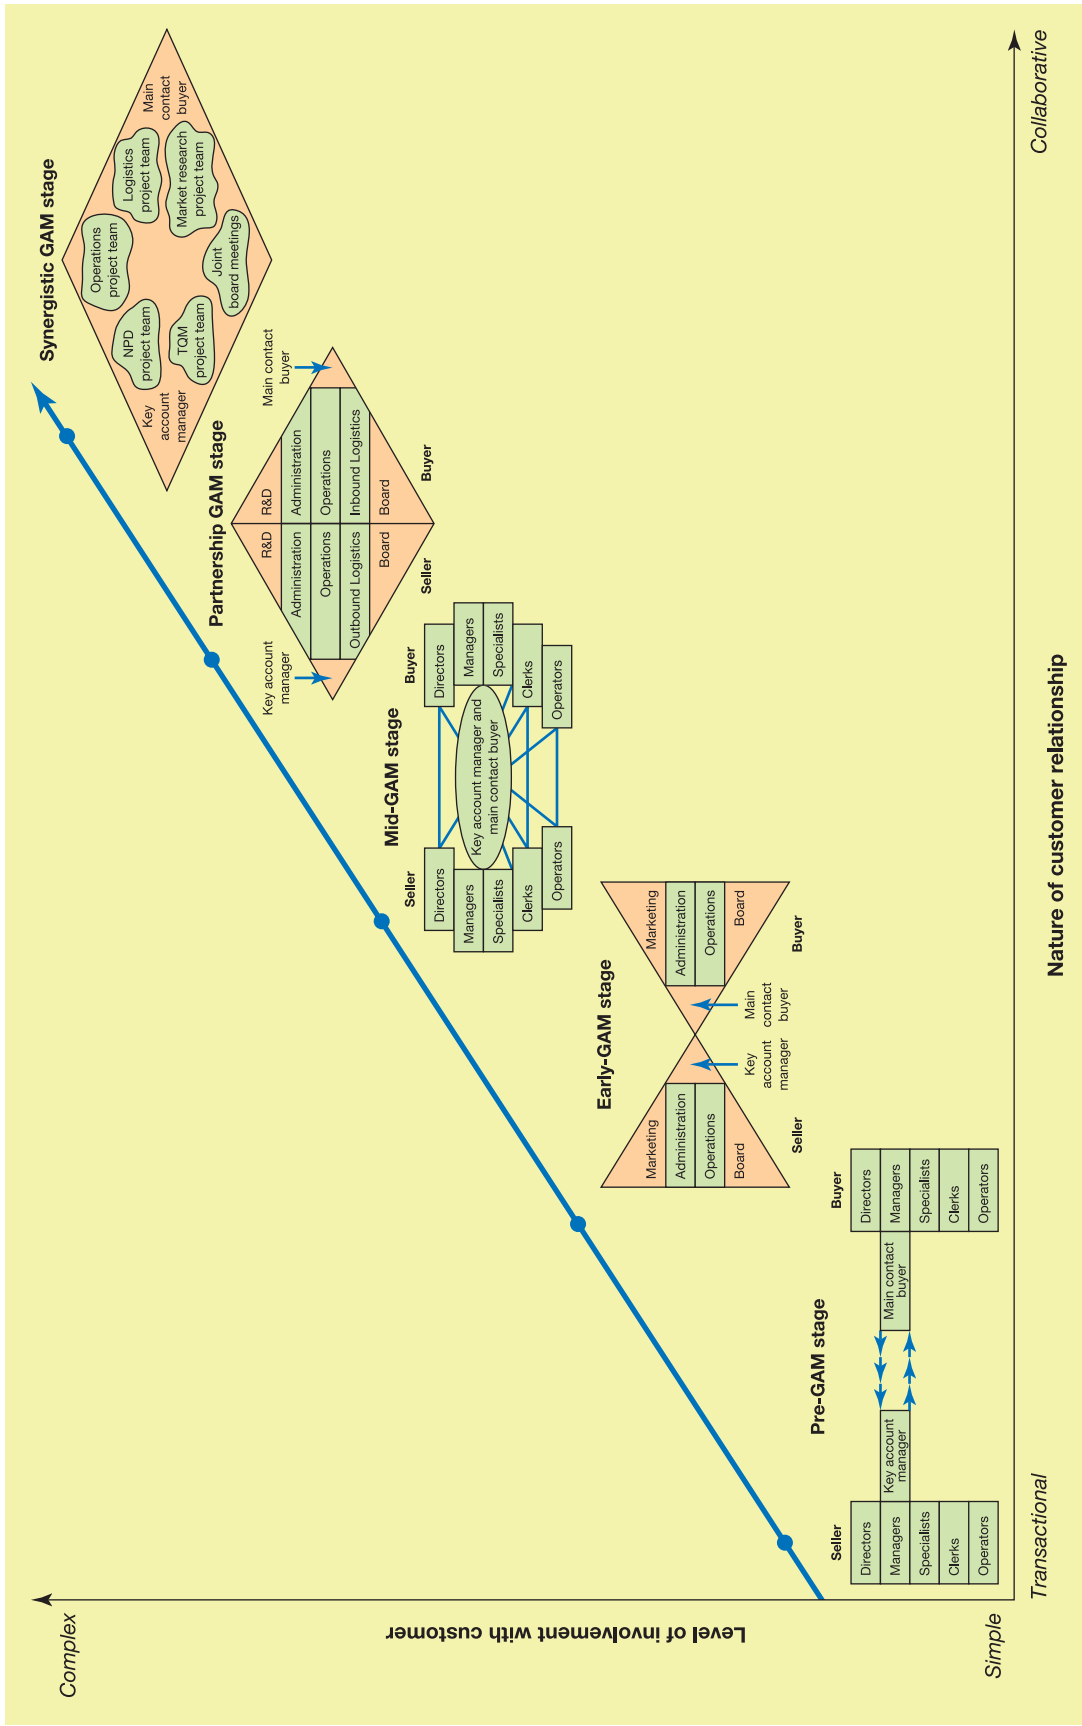 Complex
Level of involvement with customer
Simple
Synergistic GAM stage
Key
account
manager
NPD
project team
Operations
project team
Logistics
project team
TQM
project team
Joint
board meetings
Market research
project team
Main
contact
buyer
Partnership GAM stage
Key account
manager
Main contact
buyer
R&D
R&D
Administration
Administration
Operations
Operations
Outbound Logistics
Inbound Logistics
Board
Board
Seller
Buyer
Mid-GAM stage
Seller
Buyer
Directors
Managers
Specialists
Clerks
Operators
Key account manager and
main contact buyer
Directors
Managers
Specialists
Clerks
Operators
Early-GAM stage
Marketing
Administration
Operations
Board
Marketing
Administration
Operations
Board
Key
account
manager
Main
contact
buyer
Seller
Buyer
Pre-GAM stage
Seller
Buyer
Directors
Managers
Specialists
Clerks
Operators
Key account
manager
Main contact
buyer
Directors
Managers
Specialists
Clerks
Operators
Transactional
Collaborative
Nature of customer relationship